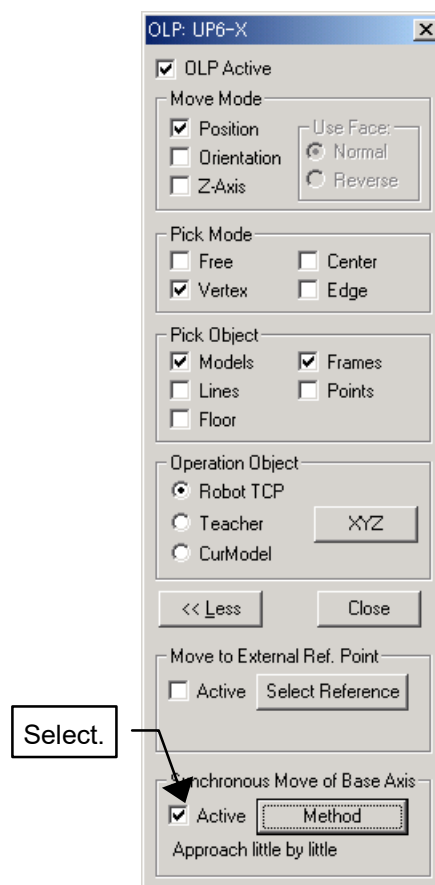 OLP: UP6-X
OLP Active
Move Mode
Position
Orientation
Z-Axis
Use Face:
Normal
Reverse
Pick Mode
Free
Center
Vertex
Edge
Pick Object
Models
Frames
Lines
Points
Floor
Operation Object
Robot TCP
Teacher
CurModel
XYZ
<< Less
Close
Move to External Ref. Point
Active
Select Reference
Select.
Synchronous Move of Base Axis
Active
Method
Approach little by little